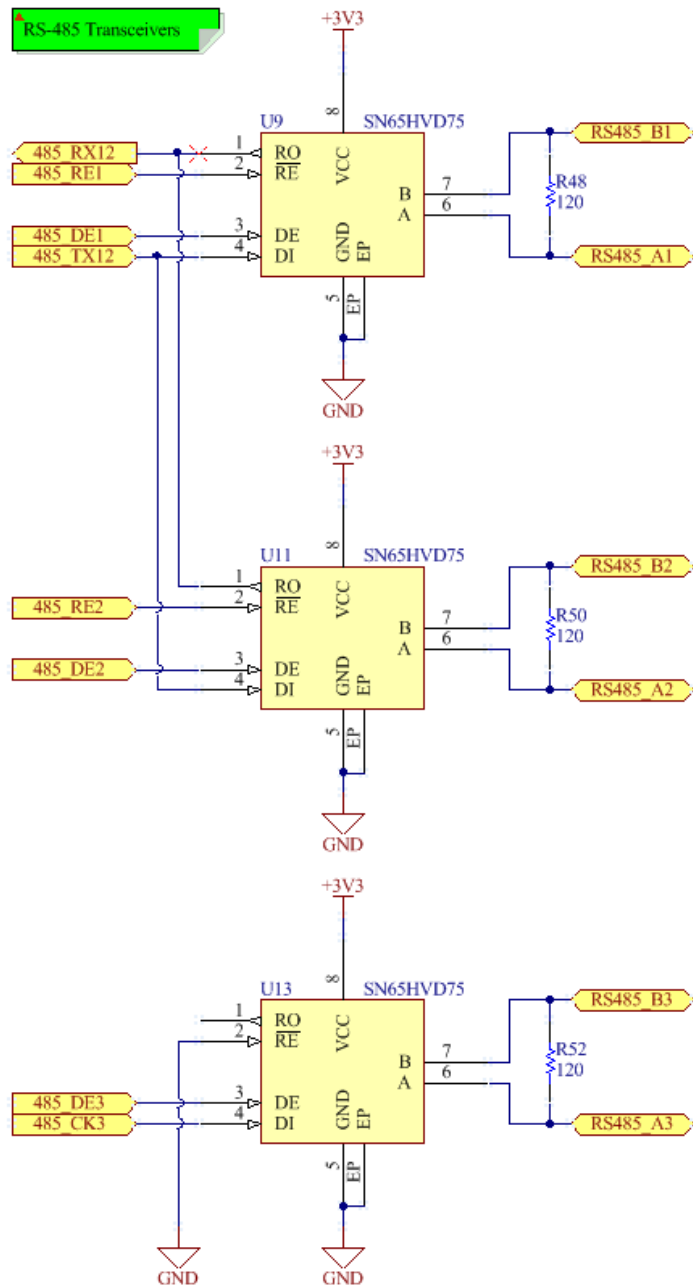 RS-485 Transceivers
+3V3
8
U9
SN65HVD75
485_RX12
1
RO
485_RE1
2
RE
VCC
B
7
A
6
RS485_B1
R48
120
RS485_A1
485_DE1
3
DE
485_TX12
4
DI
GND
EP
5
EP
GND
+3V3
8
U11
SN65HVD75
1
RO
485_RE2
2
RE
VCC
B
7
A
6
RS485_B2
R50
120
RS485_A2
485_DE2
3
DE
4
DI
GND
EP
5
EP
GND
+3V3
8
U13
SN65HVD75
1
RO
2
RE
VCC
B
7
A
6
RS485_B3
R52
120
RS485_A3
485_DE3
3
DE
485_CK3
4
DI
GND
EP
5
EP
GND
GND